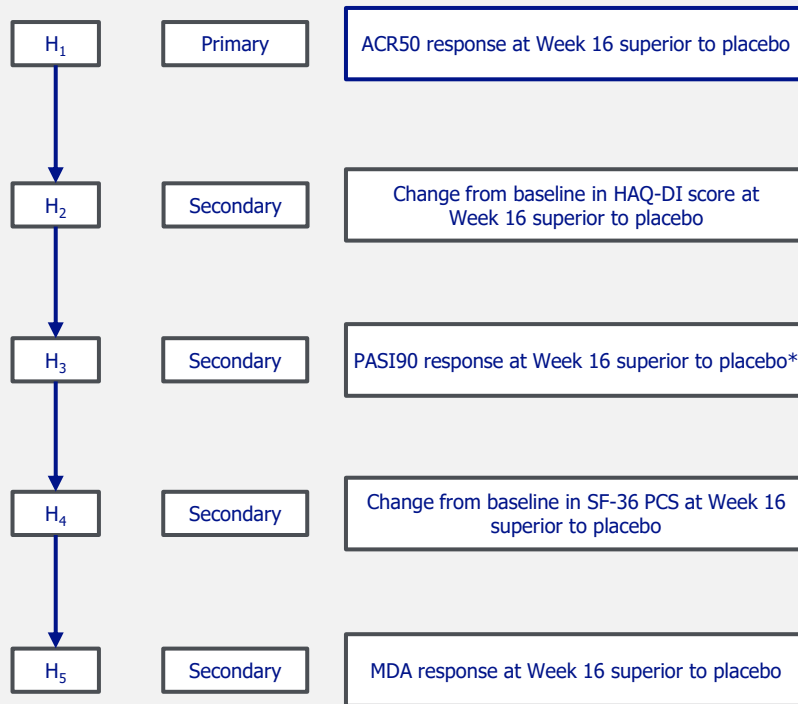 H₁
Primary
ACR50 response at Week 16 superior to placebo
H₂
Secondary
Change from baseline in HAQ-DI score at
Week 16 superior to placebo
H₃
Secondary
PASI90 response at Week 16 superior to placebo*
H₄
Secondary
Change from baseline in SF-36 PCS at Week 16
superior to placebo
H₅
Secondary
MDA response at Week 16 superior to placebo